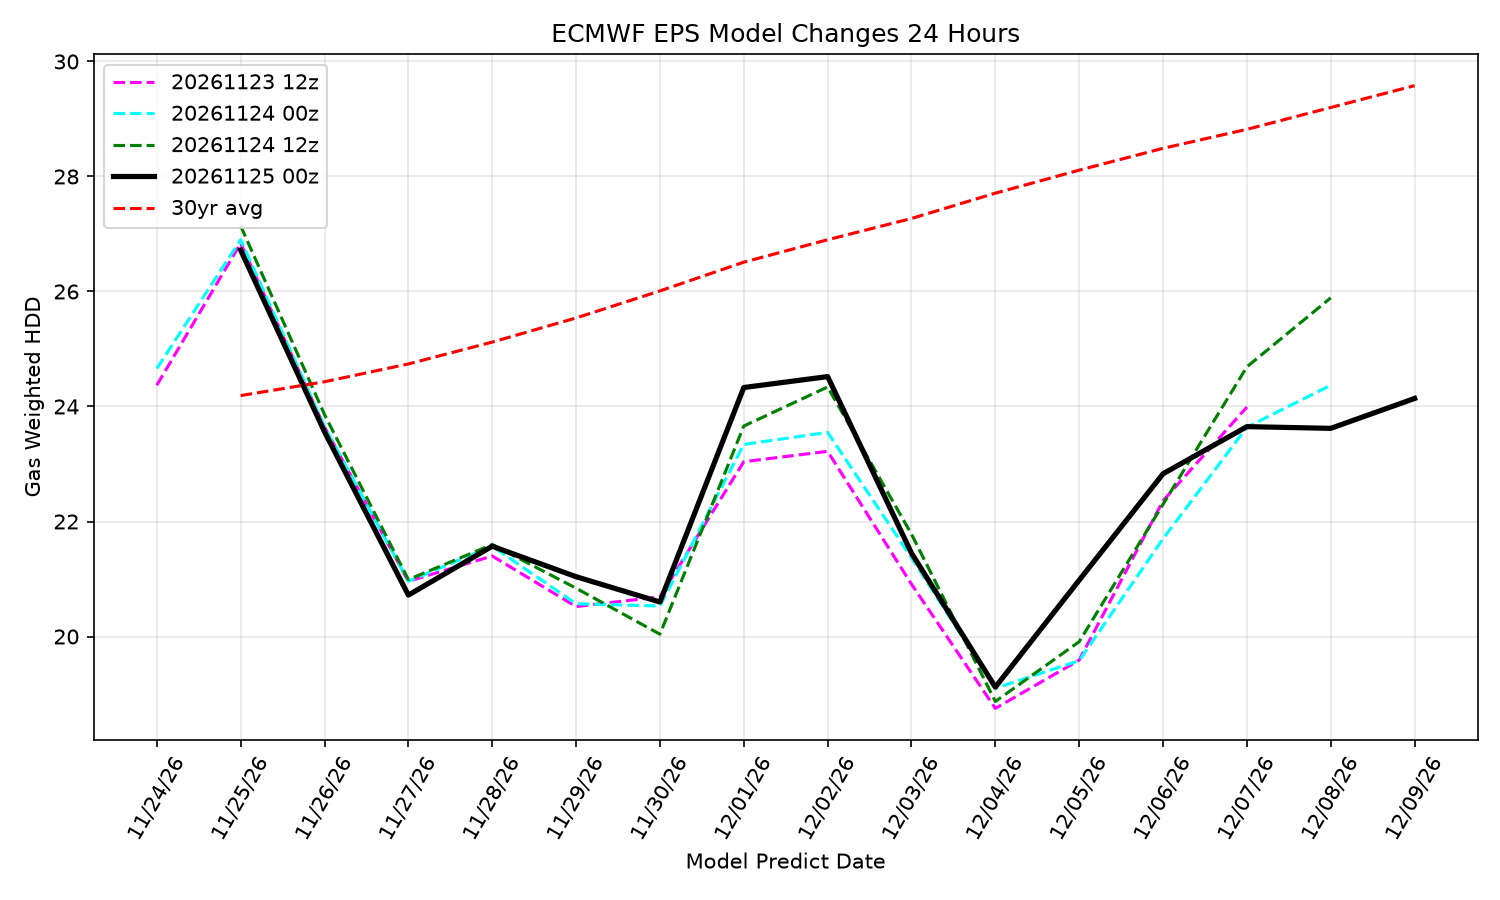 ECMWF EPS Model Changes 24 Hours
20261123 12z
20261124 00z
20261124 12z
20261125 00z
30yr avg
30
28
26
24
22
20
Gas Weighted HDD
11/24/26
11/25/26
11/26/26
11/27/26
11/28/26
11/29/26
11/30/26
12/01/26
12/02/26
12/03/26
12/04/26
12/05/26
12/06/26
12/07/26
12/08/26
12/09/26
Model Predict Date